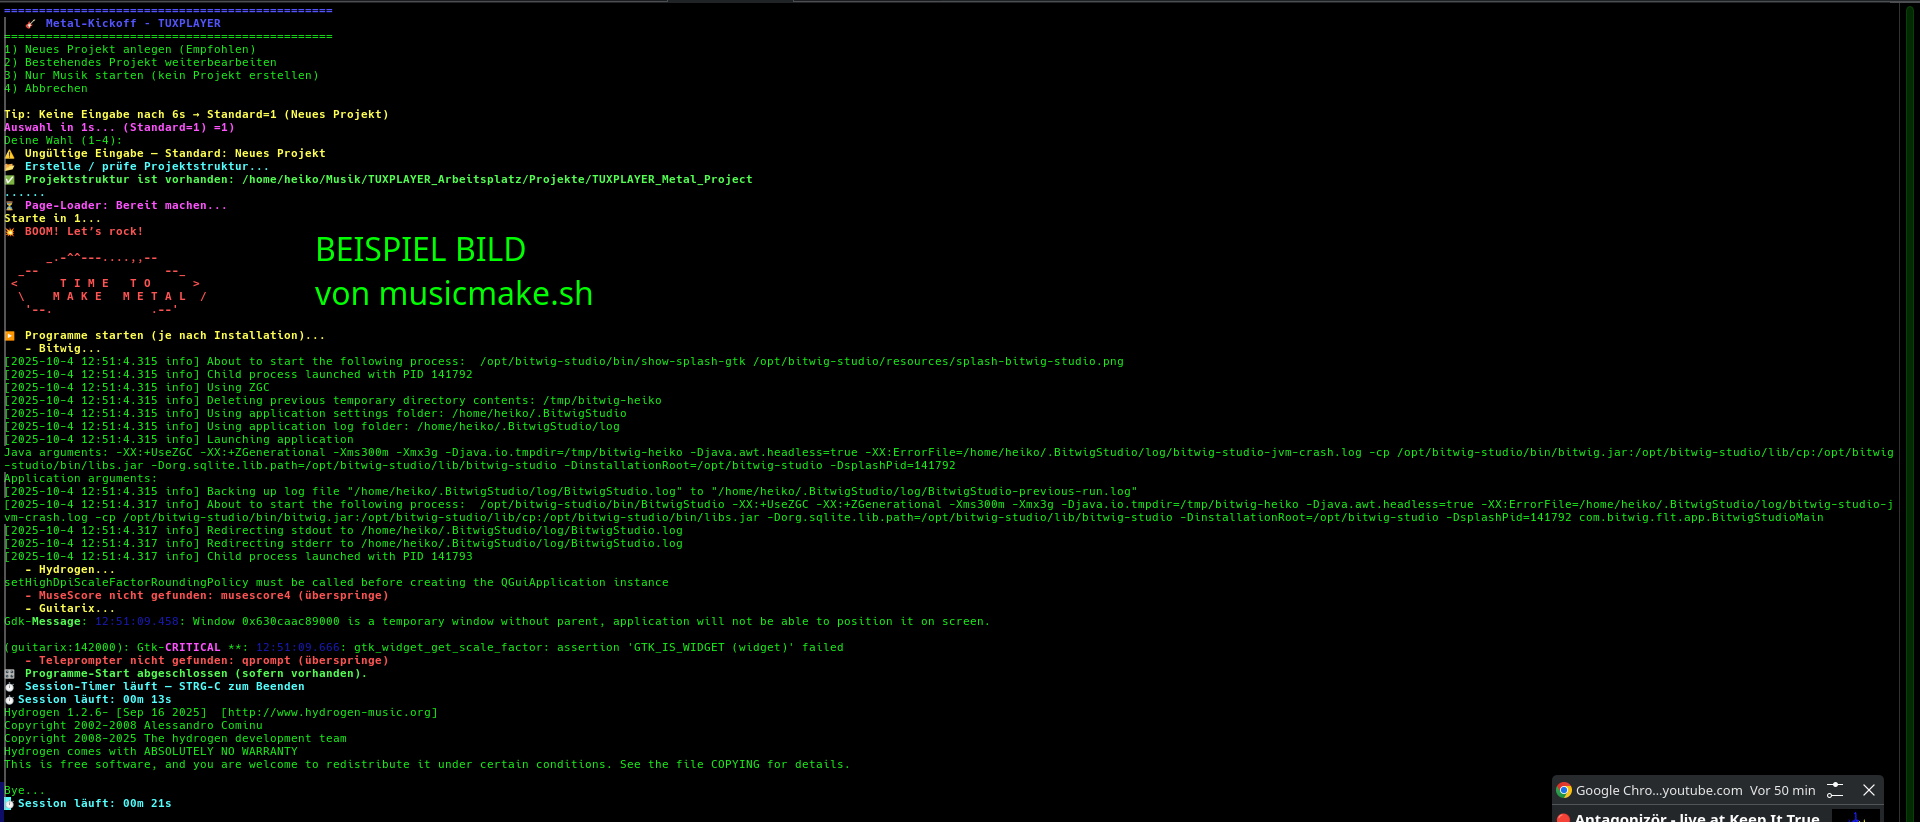 ===============================================
🎸 Metal-Kickoff - TUXPLAYER
===============================================
1) Neues Projekt anlegen (Empfohlen)
2) Bestehendes Projekt weiterbearbeiten
3) Nur Musik starten (kein Projekt erstellen)
4) Abbrechen
Tip: Keine Eingabe nach 6s → Standard=1 (Neues Projekt)
Auswahl in 1s... (Standard=1) =1)
Deine Wahl (1-4):
⚠️ Ungültige Eingabe – Standard: Neues Projekt
📂 Erstelle / prüfe Projektstruktur...
✅ Projektstruktur ist vorhanden: /home/heiko/Musik/TUXPLAYER_Arbeitsplatz/Projekte/TUXPLAYER_Metal_Project
......
⏳ Page-Loader: Bereit machen...
Starte in 1...
💥 BOOM! Let's rock!
BEISPIEL BILD
von musicmake.sh
_.-^^---....,,--
_--                  --_
<      T I M E   T O      >
\    M A K E   M E T A L  /
'--.              .--'
▶️ Programme starten (je nach Installation)...
- Bitwig...
[2025-10-4 12:51:4.315 info] About to start the following process:  /opt/bitwig-studio/bin/show-splash-gtk /opt/bitwig-studio/resources/splash-bitwig-studio.png
[2025-10-4 12:51:4.315 info] Child process launched with PID 141792
[2025-10-4 12:51:4.315 info] Using ZGC
[2025-10-4 12:51:4.315 info] Deleting previous temporary directory contents: /tmp/bitwig-heiko
[2025-10-4 12:51:4.315 info] Using application settings folder: /home/heiko/.BitwigStudio
[2025-10-4 12:51:4.315 info] Using application log folder: /home/heiko/.BitwigStudio/log
[2025-10-4 12:51:4.315 info] Launching application
Java arguments: -XX:+UseZGC -XX:+ZGenerational -Xms300m -Xmx3g -Djava.io.tmpdir=/tmp/bitwig-heiko -Djava.awt.headless=true -XX:ErrorFile=/home/heiko/.BitwigStudio/log/bitwig-studio-jvm-crash.log -cp /opt/bitwig-studio/bin/bitwig.jar:/opt/bitwig-studio/lib/cp:/opt/bitwig
-studio/bin/libs.jar -Dorg.sqlite.lib.path=/opt/bitwig-studio/lib/bitwig-studio -DinstallationRoot=/opt/bitwig-studio -DsplashPid=141792
Application arguments:
[2025-10-4 12:51:4.315 info] Backing up log file "/home/heiko/.BitwigStudio/log/BitwigStudio.log" to "/home/heiko/.BitwigStudio/log/BitwigStudio-previous-run.log"
[2025-10-4 12:51:4.317 info] About to start the following process:  /opt/bitwig-studio/bin/BitwigStudio -XX:+UseZGC -XX:+ZGenerational -Xms300m -Xmx3g -Djava.io.tmpdir=/tmp/bitwig-heiko -Djava.awt.headless=true -XX:ErrorFile=/home/heiko/.BitwigStudio/log/bitwig-studio-j
vm-crash.log -cp /opt/bitwig-studio/bin/bitwig.jar:/opt/bitwig-studio/lib/cp:/opt/bitwig-studio/bin/libs.jar -Dorg.sqlite.lib.path=/opt/bitwig-studio/lib/bitwig-studio -DinstallationRoot=/opt/bitwig-studio -DsplashPid=141792 com.bitwig.flt.app.BitwigStudioMain
[2025-10-4 12:51:4.317 info] Redirecting stdout to /home/heiko/.BitwigStudio/log/BitwigStudio.log
[2025-10-4 12:51:4.317 info] Redirecting stderr to /home/heiko/.BitwigStudio/log/BitwigStudio.log
[2025-10-4 12:51:4.317 info] Child process launched with PID 141793
- Hydrogen...
setHighDpiScaleFactorRoundingPolicy must be called before creating the QGuiApplication instance
- MuseScore nicht gefunden: musescore4 (überspringe)
- Guitarix...
Gdk-Message: 12:51:09.458: Window 0x630caac89000 is a temporary window without parent, application will not be able to position it on screen.
(guitarix:142000): Gtk-CRITICAL **: 12:51:09.666: gtk_widget_get_scale_factor: assertion 'GTK_IS_WIDGET (widget)' failed
- Teleprompter nicht gefunden: qprompt (überspringe)
🎛️ Programme-Start abgeschlossen (sofern vorhanden).
⏱️ Session-Timer läuft – STRG-C zum Beenden
⏱️ Session läuft: 00m 13s
Hydrogen 1.2.6- [Sep 16 2025]  [http://www.hydrogen-music.org]
Copyright 2002-2008 Alessandro Cominu
Copyright 2008-2025 The hydrogen development team
Hydrogen comes with ABSOLUTELY NO WARRANTY
This is free software, and you are welcome to redistribute it under certain conditions. See the file COPYING for details.
Bye...
⏱️ Session läuft: 00m 21s
Google Chro...youtube.com Vor 50 min
🔴 Antagonizör - live at Keep It True